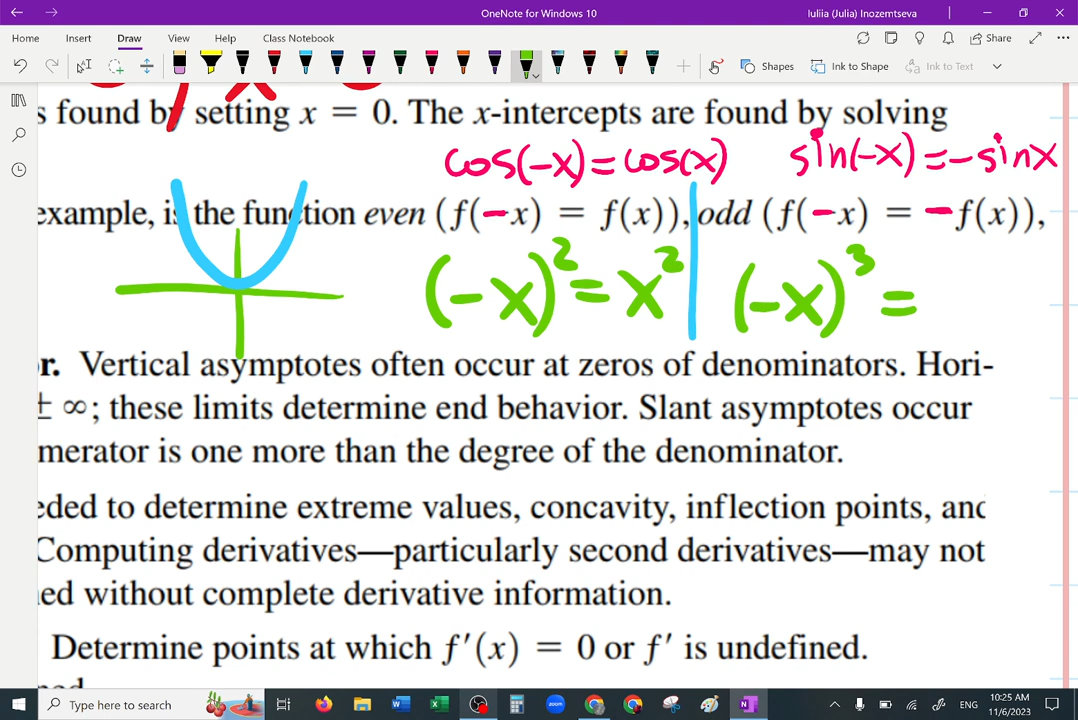 OneNote for Windows 10
Iuliia (Julia) Inozemtseva
Home Insert Draw View Help Class Notebook
Share
Shapes Ink to Shape Ink to Text
s found by setting x = 0. The x-intercepts are found by solving
cos(-x)=cos(x) sin(-x)=-sinx
example, is the function even (f(-x) = f(x)), odd (f(-x) = -f(x)),
(-x)²=x² (-x)³=
r. Vertical asymptotes often occur at zeros of denominators. Hori-
± ∞; these limits determine end behavior. Slant asymptotes occur
merator is one more than the degree of the denominator.
eded to determine extreme values, concavity, inflection points, and
Computing derivatives—particularly second derivatives—may not
ed without complete derivative information.
Determine points at which f′(x) = 0 or f′ is undefined.
Type here to search
zoom
ENG
10:25 AM
11/6/2023